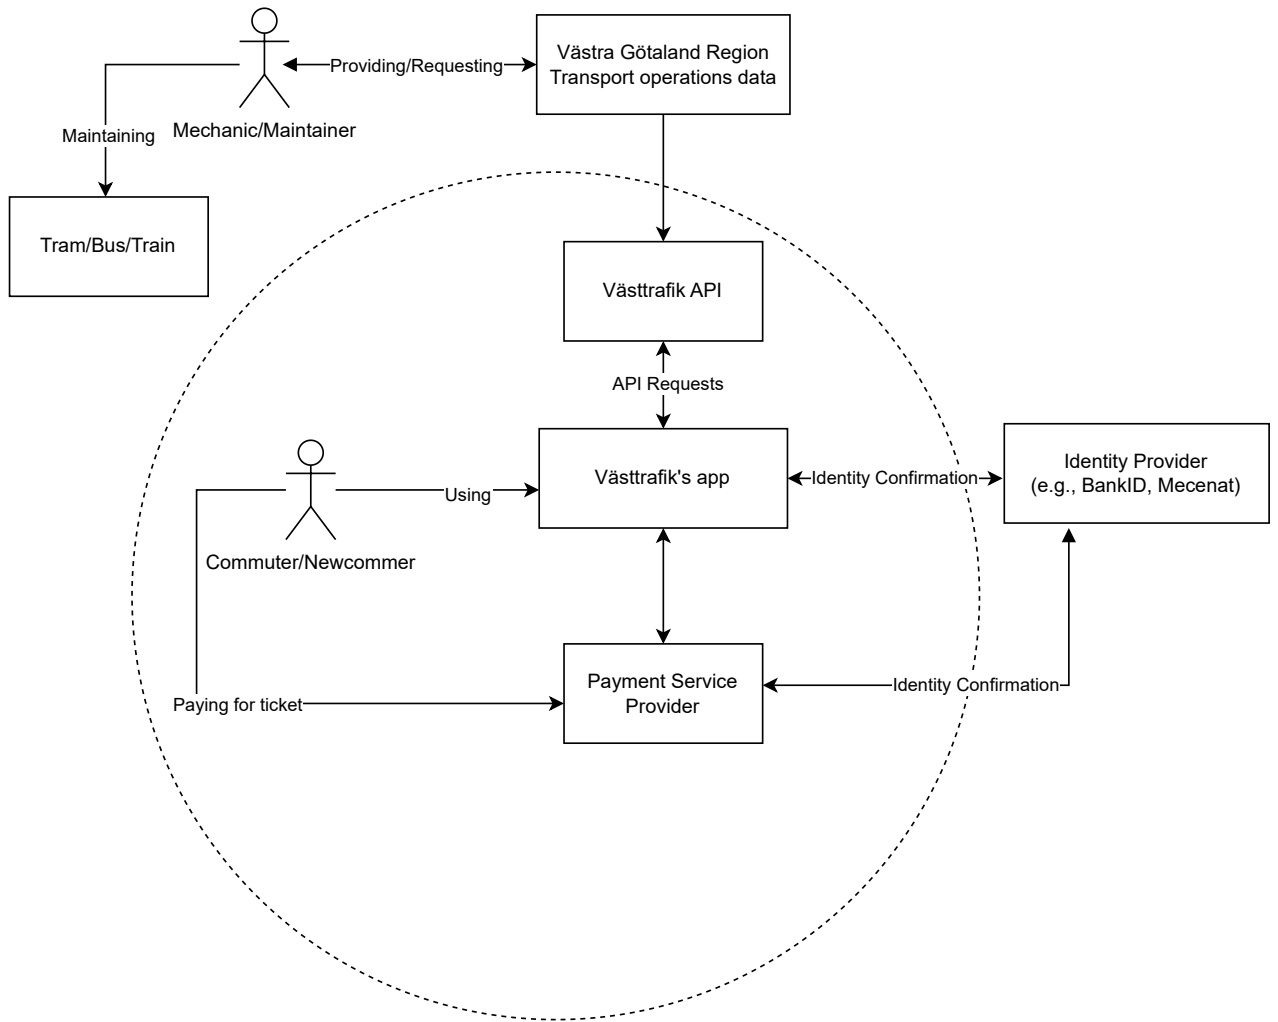 Västra Götaland Region
Transport operations data
Providing/Requesting
Mechanic/Maintainer
Maintaining
Tram/Bus/Train
Västtrafik API
API Requests
Västtrafik's app
Identity Confirmation
Identity Provider
(e.g., BankID, Mecenat)
Using
Commuter/Newcommer
Payment Service
Provider
Identity Confirmation
Paying for ticket